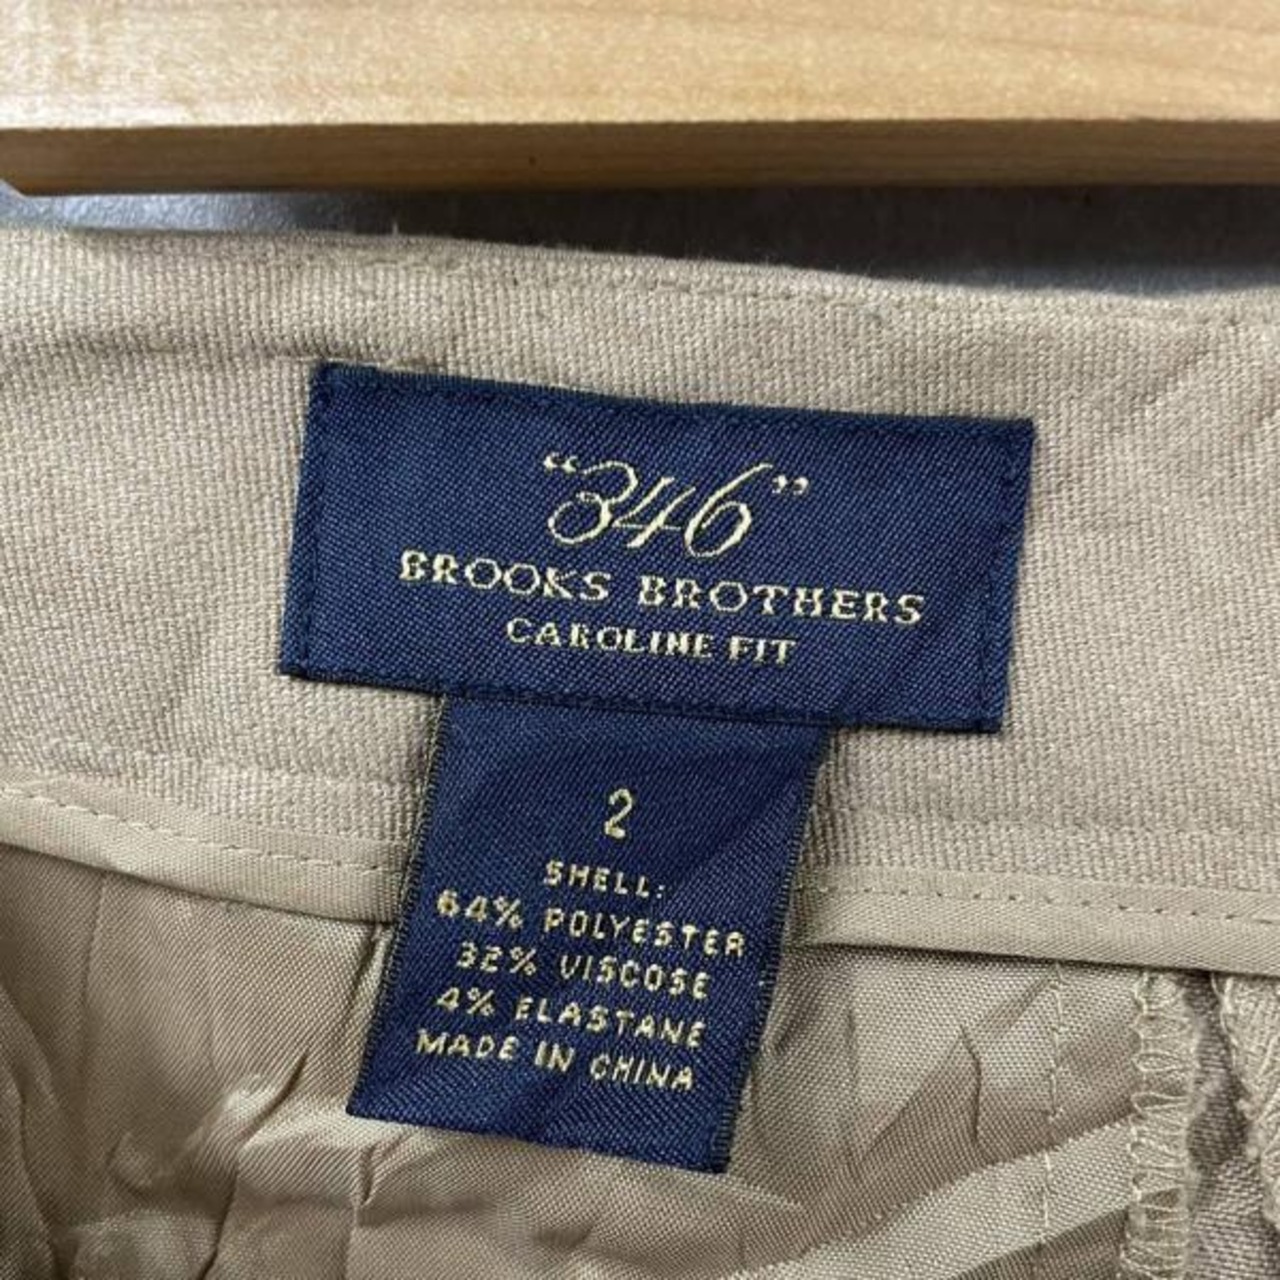 “346”
BROOKS BROTHERS
CAROLINE FIT
2
SHELL:
64% POLYESTER
32% VISCOSE
4% ELASTANE
MADE IN CHINA